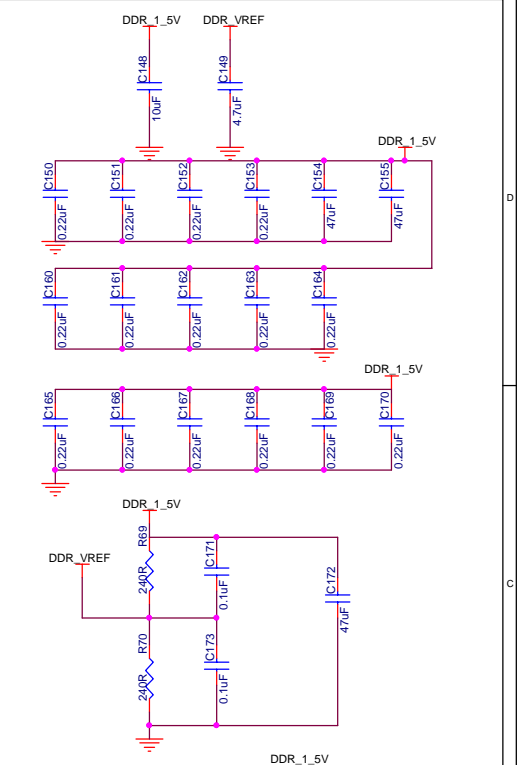 DDR_1_5V
DDR_VREF
C148
10uF
C149
4.7uF
DDR_1_5V
C150
0.22uF
C151
0.22uF
C152
0.22uF
C153
0.22uF
C154
47uF
C155
47uF
D
C160
0.22uF
C161
0.22uF
C162
0.22uF
C163
0.22uF
C164
0.22uF
DDR_1_5V
C165
0.22uF
C166
0.22uF
C167
0.22uF
C168
0.22uF
C169
0.22uF
C170
0.22uF
DDR_1_5V
DDR_VREF
R69
240R
C171
0.1uF
C172
47uF
C
R70
240R
C173
0.1uF
DDR_1_5V